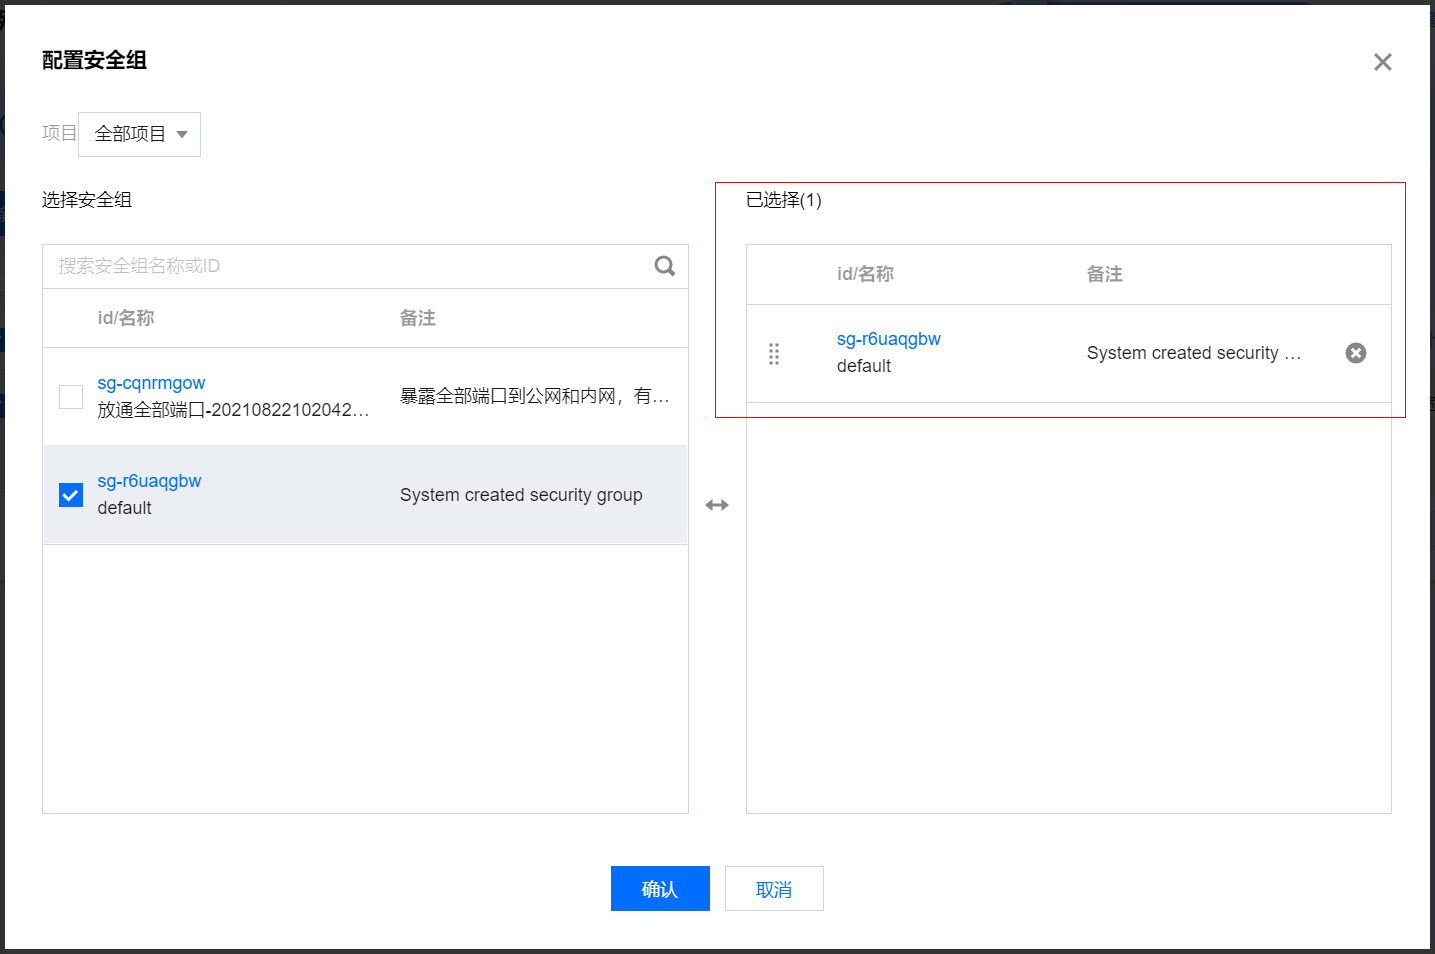 配置安全组
项目 全部项目
选择安全组
搜索安全组名称或ID
id/名称 备注
sg-cqnrmgow
放通全部端口-20210822102042...
暴露全部端口到公网和内网，有...
sg-r6uaqgbw
default
System created security group
已选择(1)
id/名称 备注
sg-r6uaqgbw
default
System created security ...
确认 取消